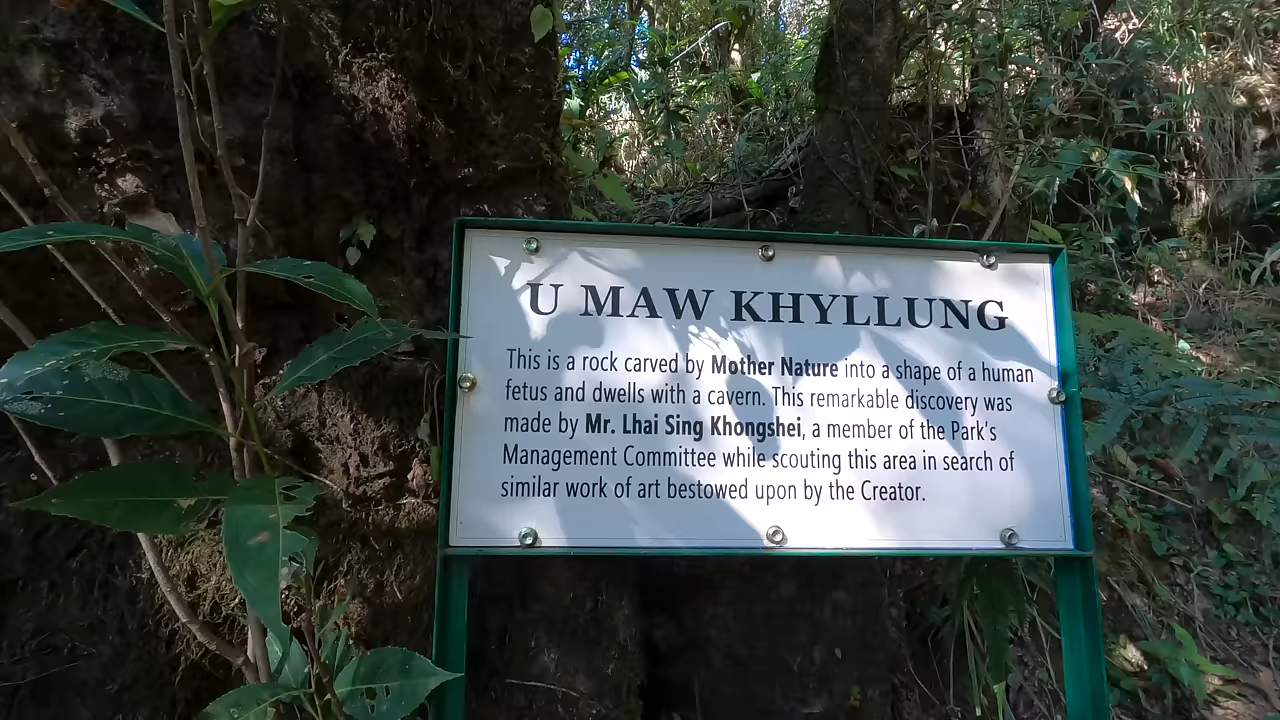 U MAW KHYLLUNG
This is a rock carved by Mother Nature into a shape of a human
fetus and dwells with a cavern. This remarkable discovery was
made by Mr. Lhai Sing Khongshei, a member of the Park's
Management Committee while scouting this area in search of
similar work of art bestowed upon by the Creator.